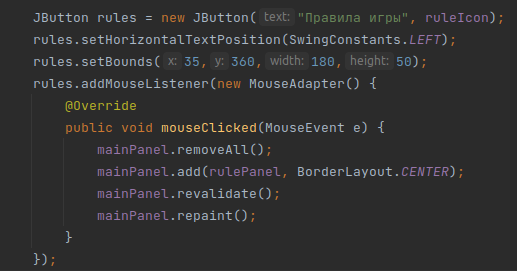 JButton rules = new JButton( text: "Правила игры", ruleIcon);
rules.setHorizontalTextPosition(SwingConstants.LEFT);
rules.setBounds( x: 35, y: 360, width: 180, height: 50);
rules.addMouseListener(new MouseAdapter() {
    @Override
    public void mouseClicked(MouseEvent e) {
        mainPanel.removeAll();
        mainPanel.add(rulePanel, BorderLayout.CENTER);
        mainPanel.revalidate();
        mainPanel.repaint();
    }
});